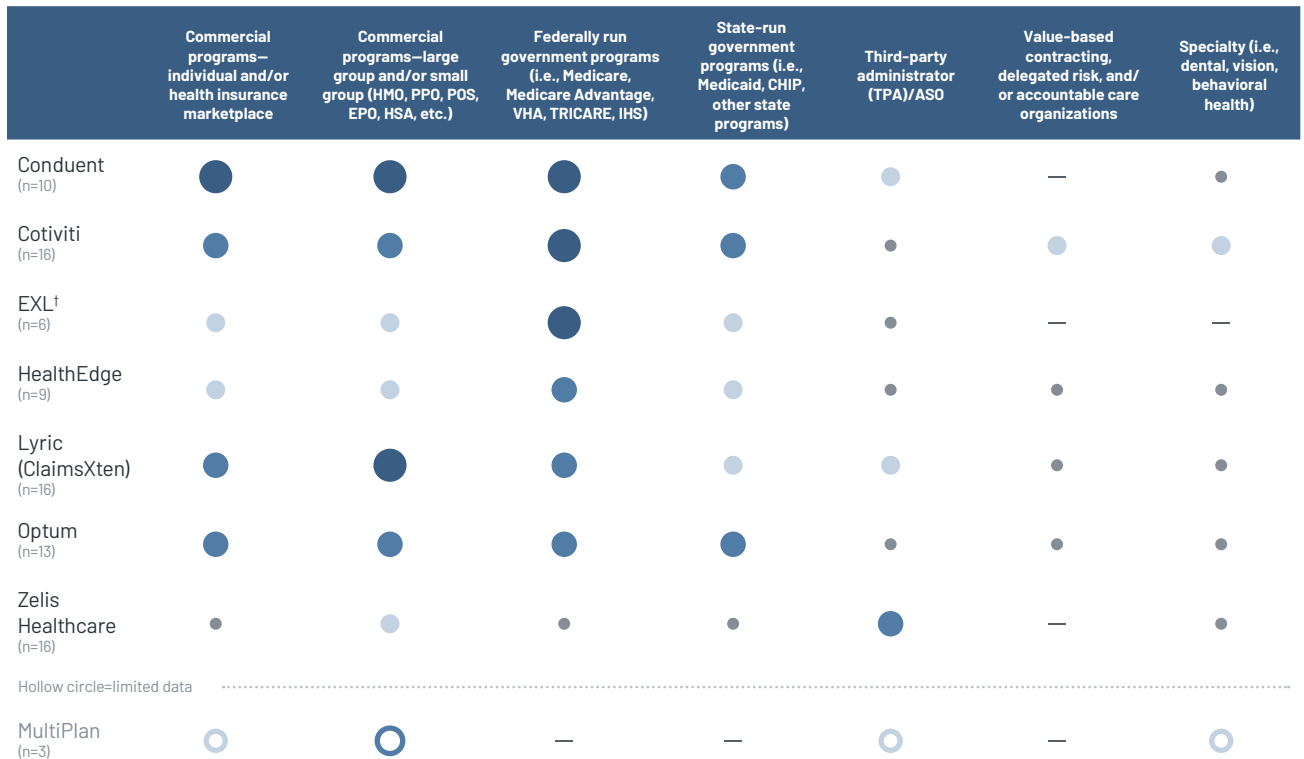 Commercial
programs—
individual and/or
health insurance
marketplace
Commercial
programs—large
group and/or small
group (HMO, PPO, POS,
EPO, HSA, etc.)
Federally run
government programs
(i.e., Medicare,
Medicare Advantage,
VHA, TRICARE, IHS)
State-run
government
programs (i.e.,
Medicaid, CHIP,
other state
programs)
Third-party
administrator
(TPA)/ASO
Value-based
contracting,
delegated risk, and/
or accountable care
organizations
Specialty (i.e.,
dental, vision,
behavioral
health)
Conduent
(n=10)
Cotiviti
(n=16)
EXL†
(n=6)
HealthEdge
(n=9)
Lyric
(ClaimsXten)
(n=16)
Optum
(n=13)
Zelis
Healthcare
(n=16)
Hollow circle=limited data
MultiPlan
(n=3)